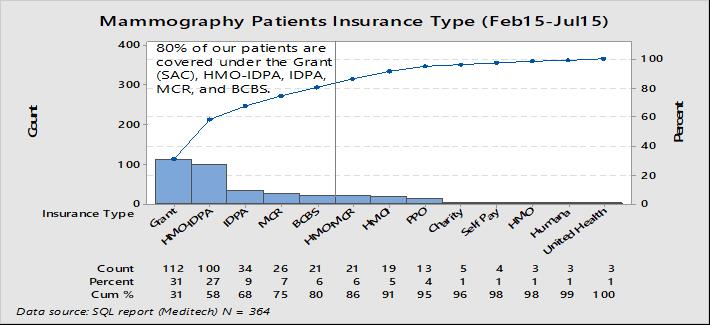 Mammography Patients Insurance Type (Feb15-Jul15)
80% of our patients are
covered under the Grant
(SAC), HMO-IDPA, IDPA,
MCR, and BCBS.
400
300
200
100
0
Count
100
80
60
40
20
0
Percent
Insurance Type Grant HMO-IDPA IDPA MCR BCBS HMO/MCR HMO/I PPO Charity Self Pay HMO Humana United Health
Count 112 100 34 26 21 21 19 13 5 4 3 3 3
Percent 31 27 9 7 6 6 5 4 1 1 1 1 1
Cum % 31 58 68 75 80 86 91 95 96 98 98 99 100
Data source: SQL report (Meditech) N = 364